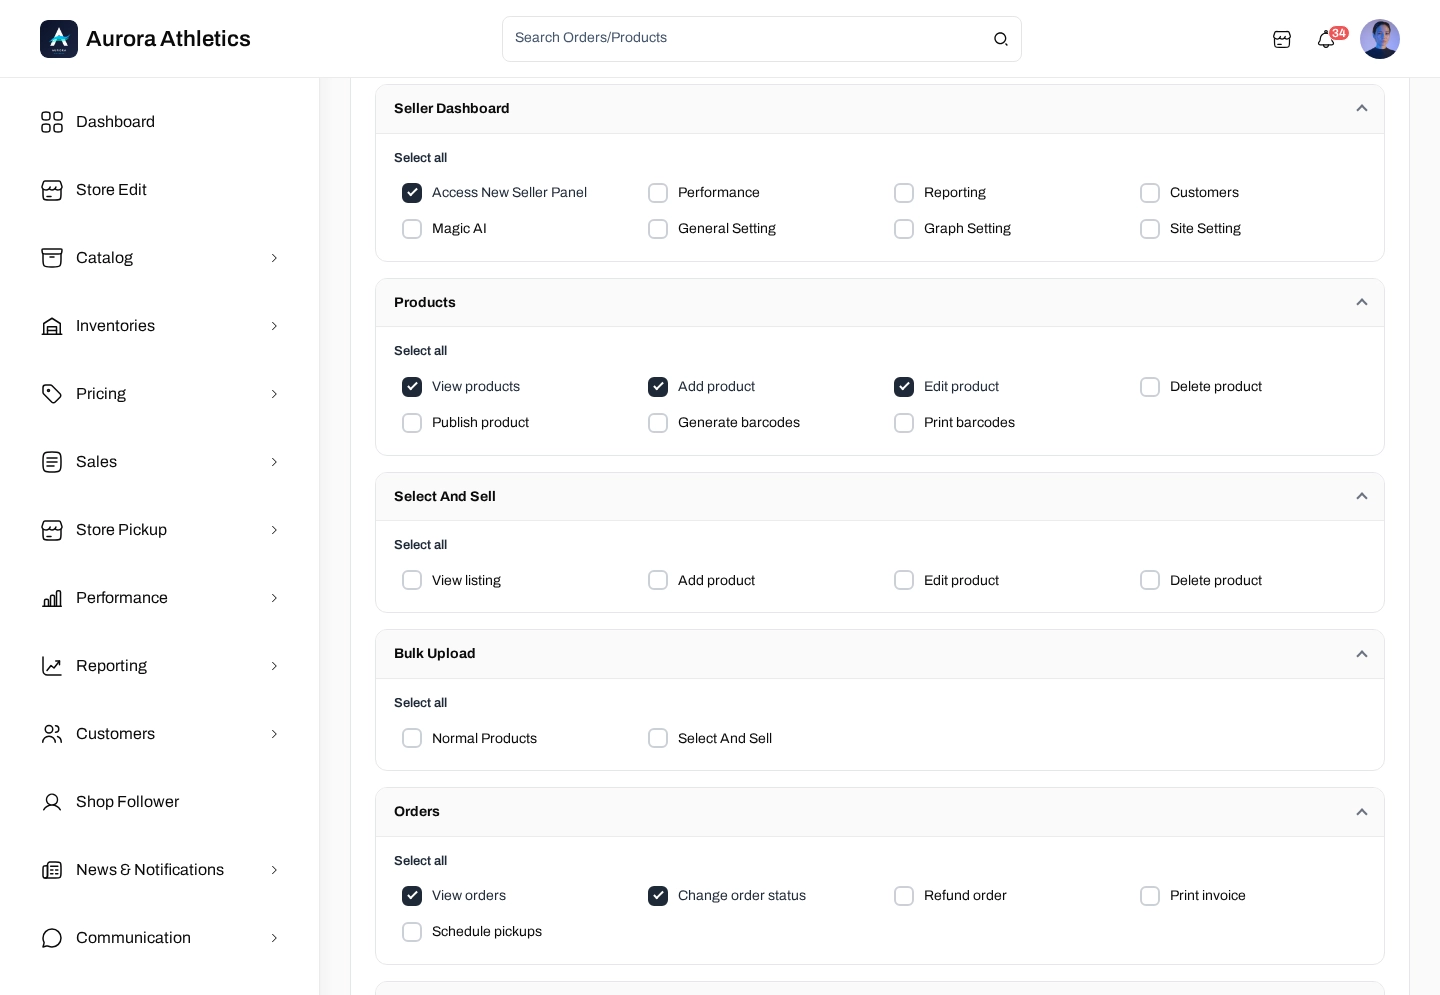 Aurora Athletics
Search Orders/Products
34
Dashboard
Store Edit
Catalog
Inventories
Pricing
Sales
Store Pickup
Performance
Reporting
Customers
Shop Follower
News & Notifications
Communication
Seller Dashboard
Select all
Access New Seller Panel Performance Reporting Customers
Magic AI General Setting Graph Setting Site Setting
Products
Select all
View products Add product Edit product Delete product
Publish product Generate barcodes Print barcodes
Select And Sell
Select all
View listing Add product Edit product Delete product
Bulk Upload
Select all
Normal Products Select And Sell
Orders
Select all
View orders Change order status Refund order Print invoice
Schedule pickups